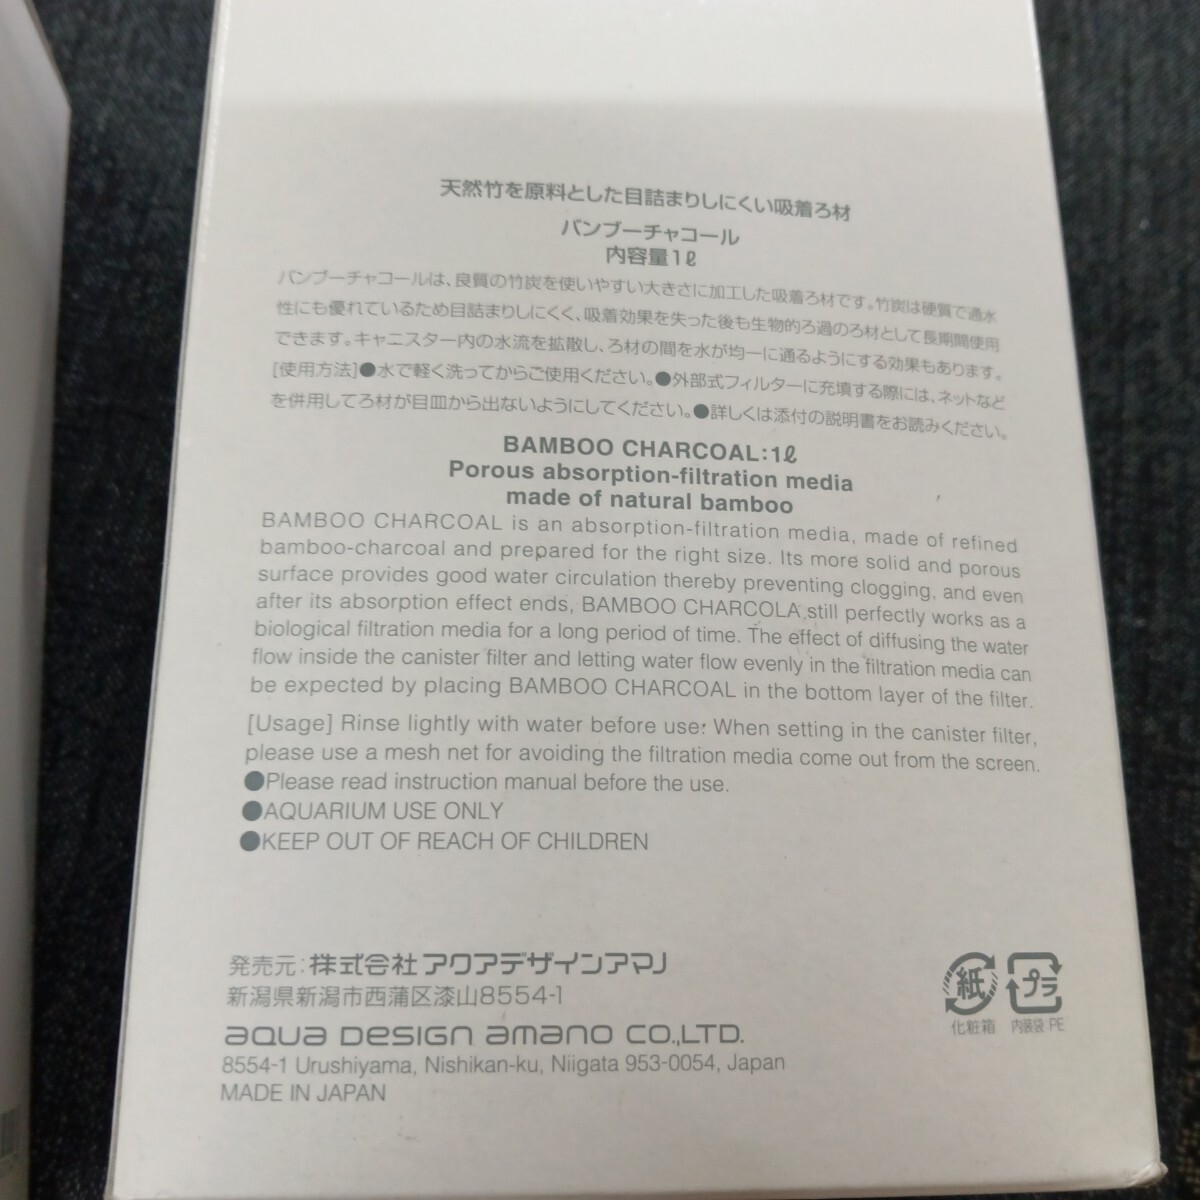 天然竹を原料とした目詰まりしにくい吸着ろ材
バンブーチャコール
内容量1ℓ
バンブーチャコールは、良質の竹炭を使いやすい大きさに加工した吸着ろ材です。竹炭は硬質で通水
性にも優れているため目詰まりしにくく、吸着効果を失った後も生物的ろ過のろ材として長期間使用
できます。キャニスター内の水流を拡散し、ろ材の間を水が均一に通るようにする効果もあります。
[使用方法]●水で軽く洗ってからご使用ください。●外部式フィルターに充填する際には、ネットなど
を併用してろ材が目皿から出ないようにしてください。●詳しくは添付の説明書をお読みください。
BAMBOO CHARCOAL:1ℓ
Porous absorption-filtration media
made of natural bamboo
BAMBOO CHARCOAL is an absorption-filtration media, made of refined
bamboo-charcoal and prepared for the right size. Its more solid and porous
surface provides good water circulation thereby preventing clogging, and even
after its absorption effect ends, BAMBOO CHARCOLA still perfectly works as a
biological filtration media for a long period of time. The effect of diffusing the water
flow inside the canister filter and letting water flow evenly in the filtration media can
be expected by placing BAMBOO CHARCOAL in the bottom layer of the filter.
[Usage] Rinse lightly with water before use: When setting in the canister filter,
please use a mesh net for avoiding the filtration media come out from the screen.
●Please read instruction manual before the use.
●AQUARIUM USE ONLY
●KEEP OUT OF REACH OF CHILDREN
発売元:株式会社アクアデザインアマノ
新潟県新潟市西蒲区漆山8554-1
AQUA DESIGN AMANO CO.,LTD.
8554-1 Urushiyama, Nishikan-ku, Niigata 953-0054, Japan
MADE IN JAPAN
紙 プラ
化粧箱 内装袋 PE